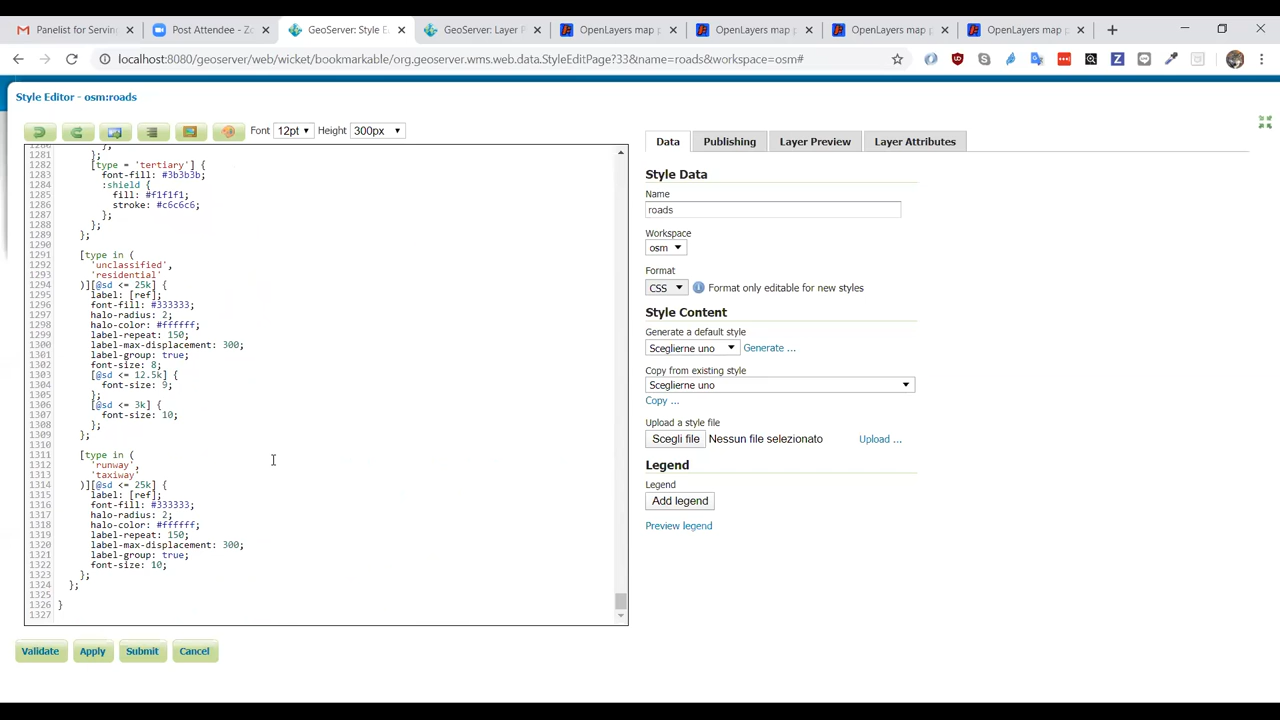 Panelist for Servin
Post Attendee - Zo
GeoServer: Style E
GeoServer: Layer P
OpenLayers map p
OpenLayers map p
OpenLayers map p
OpenLayers map p
localhost:8080/geoserver/web/wicket/bookmarkable/org.geoserver.wms.web.data.StyleEditPage?33&name=roads&workspace=osm#
Style Editor - osm:roads
Font 12pt Height 300px
Data Publishing Layer Preview Layer Attributes
1280 };
1281 };
1282 [type = 'tertiary'] {
1283 font-fill: #3b3b3b;
1284 :shield {
1285 fill: #f1f1f1;
1286 stroke: #c6c6c6;
1287 };
1288 };
1289 };
1290
1291 [type in (
1292 'unclassified',
1293 'residential'
1294 )][@sd <= 25k] {
1295 label: [ref];
1296 font-fill: #333333;
1297 halo-radius: 2;
1298 halo-color: #ffffff;
1299 label-repeat: 150;
1300 label-max-displacement: 300;
1301 label-group: true;
1302 font-size: 8;
1303 [@sd <= 12.5k] {
1304 font-size: 9;
1305 };
1306 [@sd <= 3k] {
1307 font-size: 10;
1308 };
1309 };
1310
1311 [type in (
1312 'runway',
1313 'taxiway'
1314 )][@sd <= 25k] {
1315 label: [ref];
1316 font-fill: #333333;
1317 halo-radius: 2;
1318 halo-color: #ffffff;
1319 label-repeat: 150;
1320 label-max-displacement: 300;
1321 label-group: true;
1322 font-size: 10;
1323 };
1324 };
1325
1326 }
1327
Style Data
Name
roads
Workspace
osm
Format
CSS Format only editable for new styles
Style Content
Generate a default style
Sceglierne uno Generate ...
Copy from existing style
Sceglierne uno
Copy ...
Upload a style file
Scegli file Nessun file selezionato Upload ...
Legend
Legend
Add legend
Preview legend
Validate Apply Submit Cancel